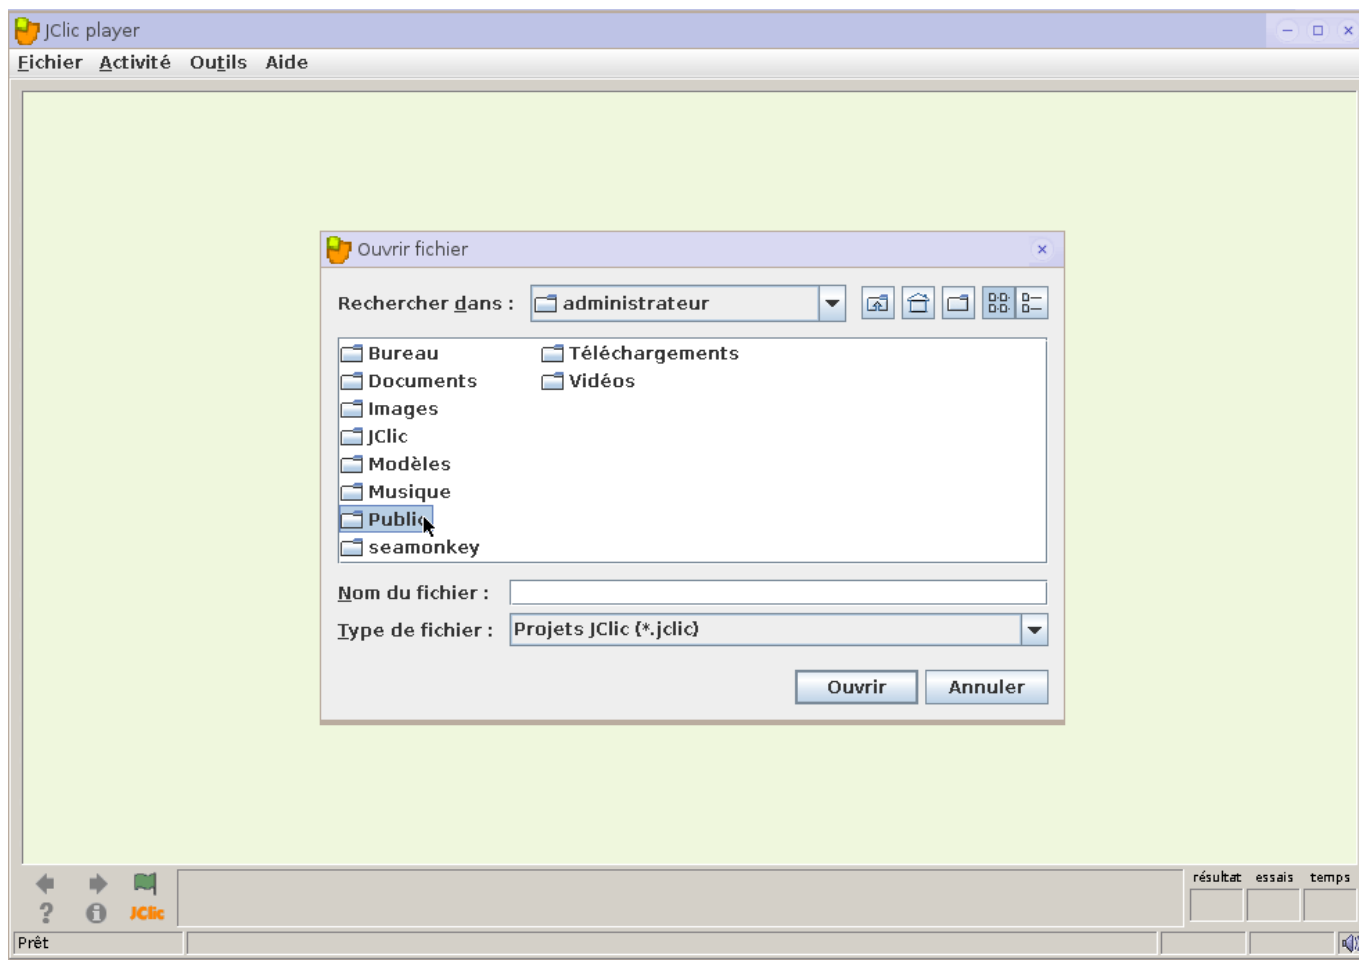 JClic player
Fichier Activité Outils Aide
Ouvrir fichier
Rechercher dans : administrateur
Bureau Téléchargements
Documents Vidéos
Images
JClic
Modèles
Musique
Public
seamonkey
Nom du fichier :
Type de fichier : Projets JClic (*.jclic)
Ouvrir Annuler
résultat essais temps
JClic
Prêt